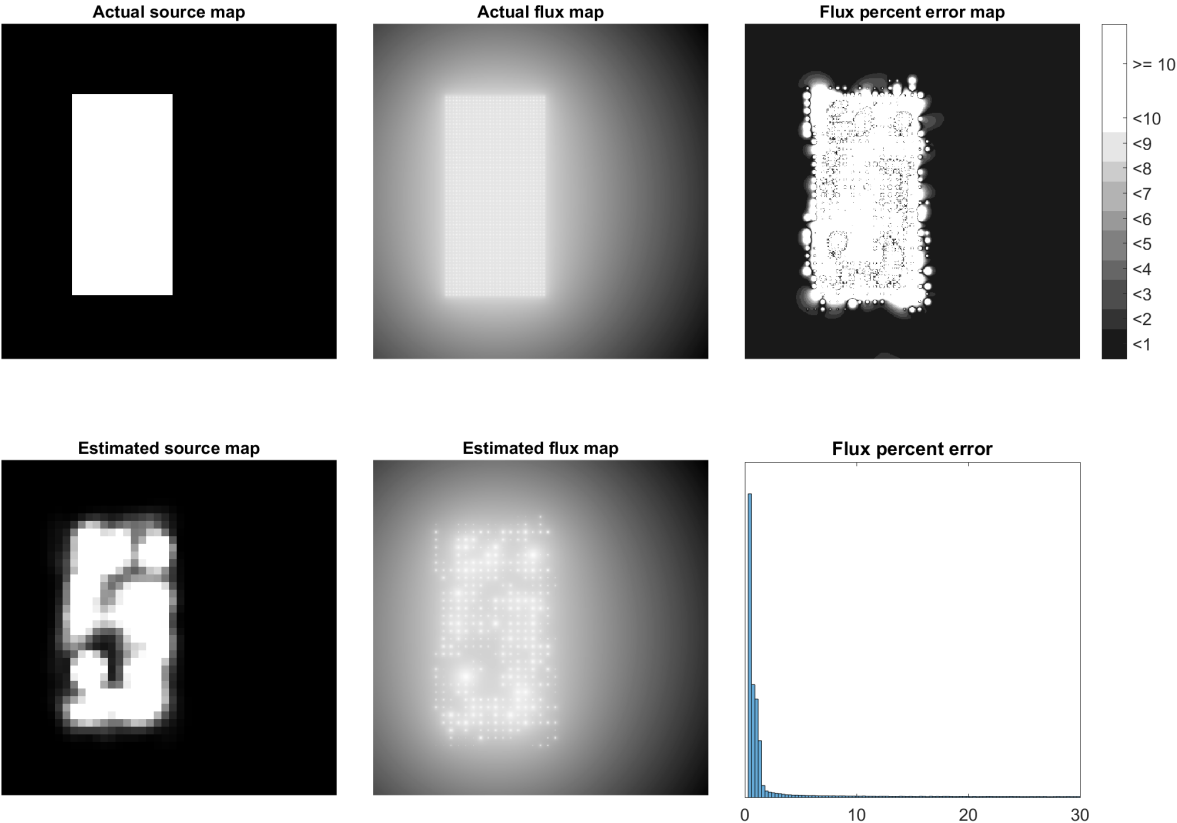 Actual source map
Actual flux map
Flux percent error map
>= 10
<10
<9
<8
<7
<6
<5
<4
<3
<2
<1
Estimated source map
Estimated flux map
Flux percent error
0
10
20
30